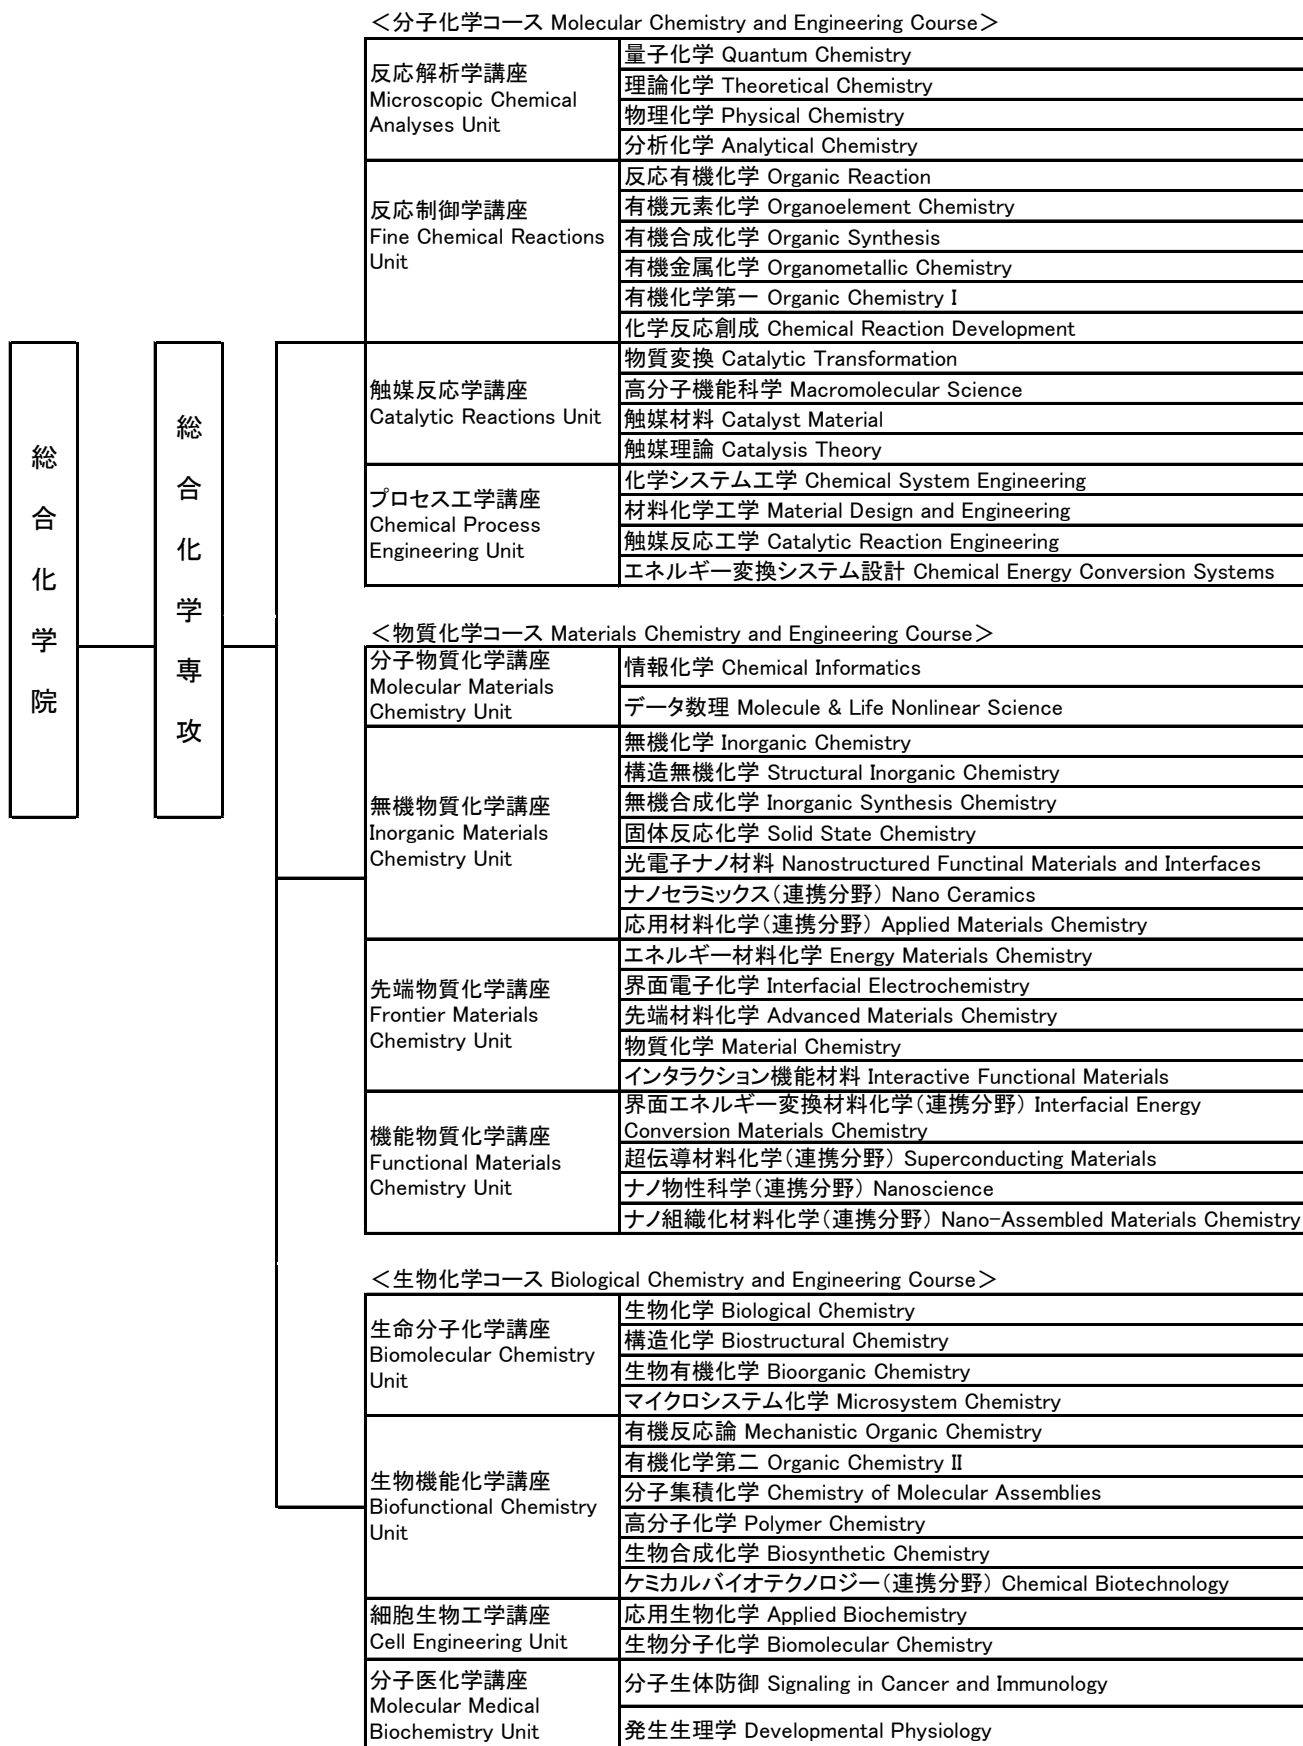 ＜分子化学コース Molecular Chemistry and Engineering Course＞
反応解析学講座
Microscopic Chemical
Analyses Unit
量子化学 Quantum Chemistry
理論化学 Theoretical Chemistry
物理化学 Physical Chemistry
分析化学 Analytical Chemistry
反応制御学講座
Fine Chemical Reactions
Unit
反応有機化学 Organic Reaction
有機元素化学 Organoelement Chemistry
有機合成化学 Organic Synthesis
有機金属化学 Organometallic Chemistry
有機化学第一 Organic Chemistry I
化学反応創成 Chemical Reaction Development
触媒反応学講座
Catalytic Reactions Unit
物質変換 Catalytic Transformation
高分子機能科学 Macromolecular Science
触媒材料 Catalyst Material
触媒理論 Catalysis Theory
プロセス工学講座
Chemical Process
Engineering Unit
化学システム工学 Chemical System Engineering
材料化学工学 Material Design and Engineering
触媒反応工学 Catalytic Reaction Engineering
エネルギー変換システム設計 Chemical Energy Conversion Systems
総合化学院
総合化学専攻
＜物質化学コース Materials Chemistry and Engineering Course＞
分子物質化学講座
Molecular Materials
Chemistry Unit
情報化学 Chemical Informatics
データ数理 Molecule & Life Nonlinear Science
無機物質化学講座
Inorganic Materials
Chemistry Unit
無機化学 Inorganic Chemistry
構造無機化学 Structural Inorganic Chemistry
無機合成化学 Inorganic Synthesis Chemistry
固体反応化学 Solid State Chemistry
光電子ナノ材料 Nanostructured Functinal Materials and Interfaces
ナノセラミックス（連携分野） Nano Ceramics
応用材料化学（連携分野） Applied Materials Chemistry
先端物質化学講座
Frontier Materials
Chemistry Unit
エネルギー材料化学 Energy Materials Chemistry
界面電子化学 Interfacial Electrochemistry
先端材料化学 Advanced Materials Chemistry
物質化学 Material Chemistry
インタラクション機能材料 Interactive Functional Materials
機能物質化学講座
Functional Materials
Chemistry Unit
界面エネルギー変換材料化学（連携分野） Interfacial Energy
Conversion Materials Chemistry
超伝導材料化学（連携分野） Superconducting Materials
ナノ物性科学（連携分野） Nanoscience
ナノ組織化材料化学（連携分野） Nano-Assembled Materials Chemistry
＜生物化学コース Biological Chemistry and Engineering Course＞
生命分子化学講座
Biomolecular Chemistry
Unit
生物化学 Biological Chemistry
構造化学 Biostructural Chemistry
生物有機化学 Bioorganic Chemistry
マイクロシステム化学 Microsystem Chemistry
生物機能化学講座
Biofunctional Chemistry
Unit
有機反応論 Mechanistic Organic Chemistry
有機化学第二 Organic Chemistry II
分子集積化学 Chemistry of Molecular Assemblies
高分子化学 Polymer Chemistry
生物合成化学 Biosynthetic Chemistry
ケミカルバイオテクノロジー（連携分野） Chemical Biotechnology
細胞生物工学講座
Cell Engineering Unit
応用生物化学 Applied Biochemistry
生物分子化学 Biomolecular Chemistry
分子医化学講座
Molecular Medical
Biochemistry Unit
分子生体防御 Signaling in Cancer and Immunology
発生生理学 Developmental Physiology